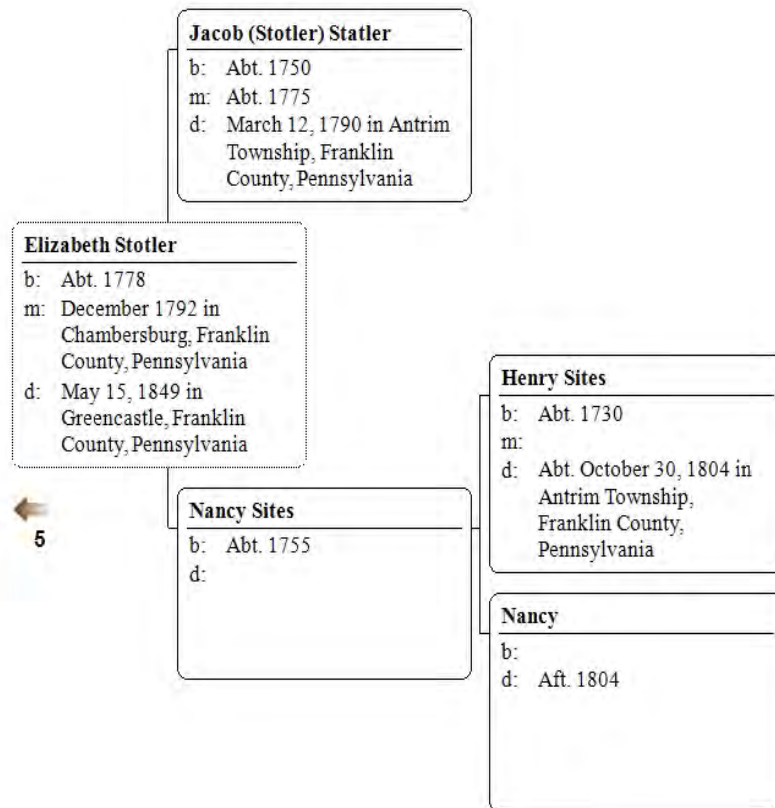 Jacob (Stotler) Statler
b: Abt. 1750
m: Abt. 1775
d: March 12, 1790 in Antrim
Township, Franklin
County, Pennsylvania
Elizabeth Stotler
b: Abt. 1778
m: December 1792 in
Chambersburg, Franklin
County, Pennsylvania
d: May 15, 1849 in
Greencastle, Franklin
County, Pennsylvania
Henry Sites
b: Abt. 1730
m:
d: Abt. October 30, 1804 in
Antrim Township,
Franklin County,
Pennsylvania
Nancy Sites
b: Abt. 1755
d:
5
Nancy
b:
d: Aft. 1804